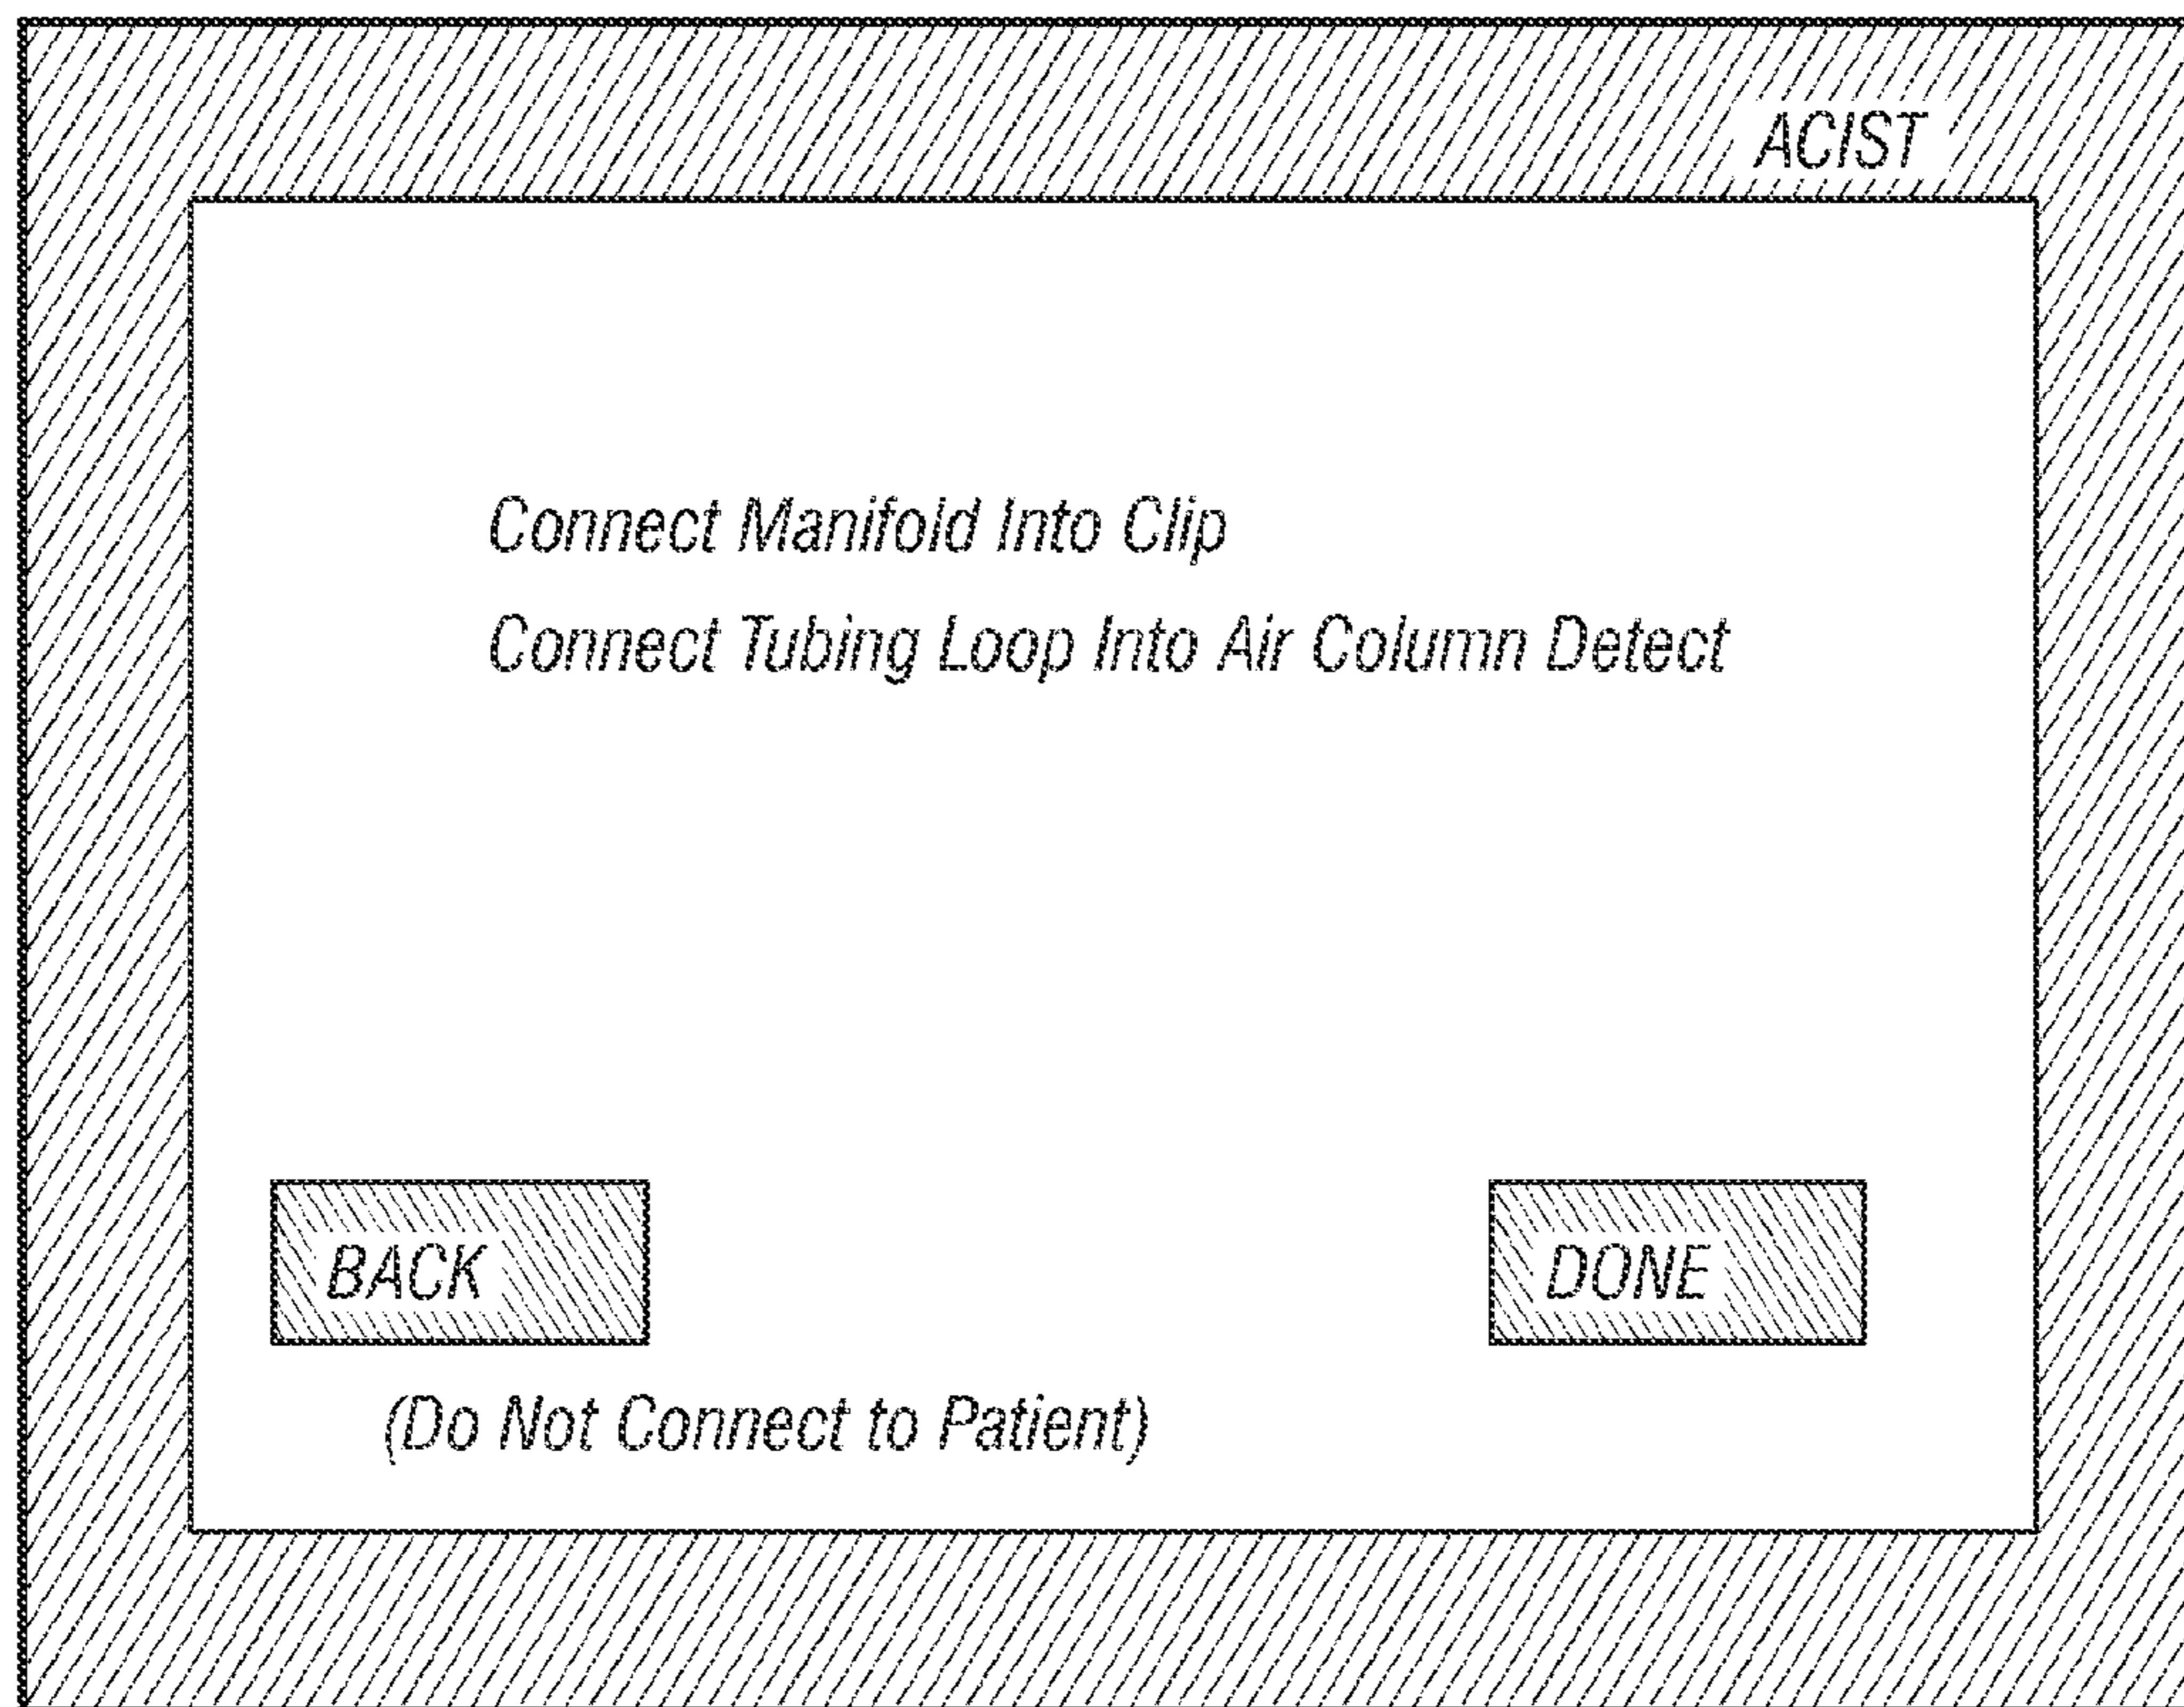 ACIST
Connect Manifold Into Clip
Connect Tubing Loop Into Air Column Detect
BACK
DONE
(Do Not Connect to Patient)